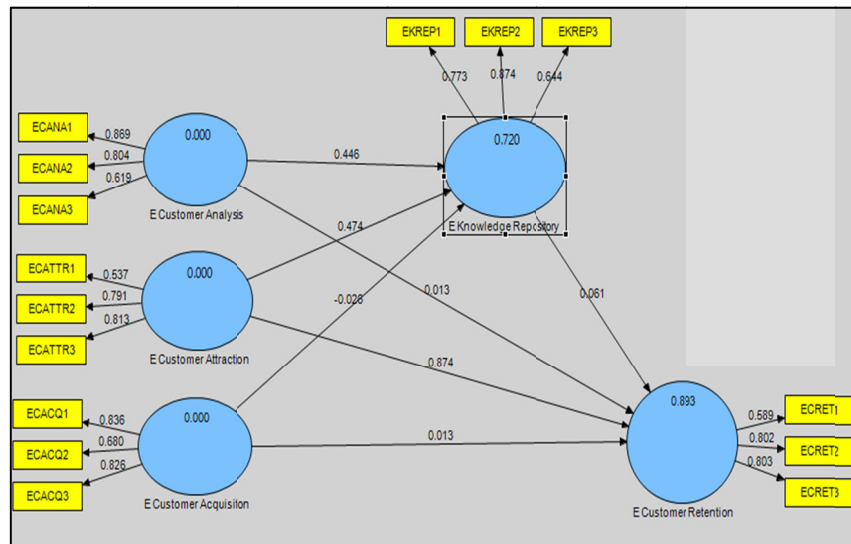 EKREP1
EKREP2
EKREP3
0.773
0.874
0.644
ECANA1
ECANA2
ECANA3
0.869
0.804
0.619
0.000
E Customer Analysis
0.446
0.720
E Knowledge Repository
ECATTR1
ECATTR2
ECATTR3
0.537
0.791
0.813
0.000
E Customer Attraction
0.474
-0.028
0.013
0.061
0.874
ECACQ1
ECACQ2
ECACQ3
0.836
0.680
0.826
0.000
E Customer Acquisiton
0.013
0.893
E Customer Retention
0.589
0.802
0.803
ECRET1
ECRET2
ECRET3